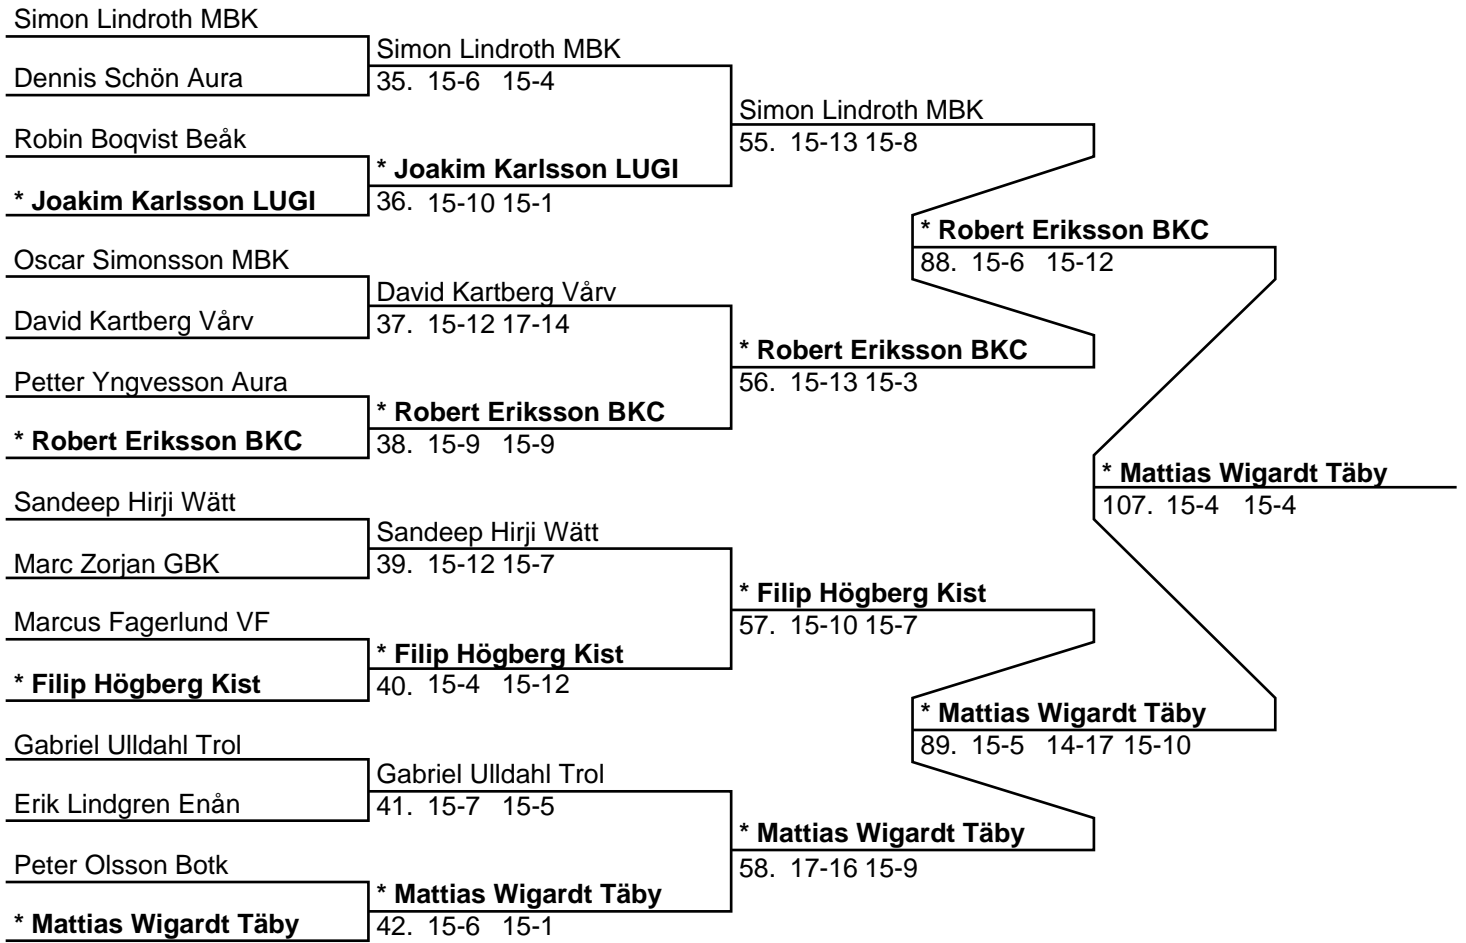 Simon Lindroth MBK
Dennis Schön Aura
Robin Boqvist Beåk
* Joakim Karlsson LUGI
Oscar Simonsson MBK
David Kartberg Vårv
Petter Yngvesson Aura
* Robert Eriksson BKC
Sandeep Hirji Wätt
Marc Zorjan GBK
Marcus Fagerlund VF
* Filip Högberg Kist
Gabriel Ulldahl Trol
Erik Lindgren Enån
Peter Olsson Botk
* Mattias Wigardt Täby
Simon Lindroth MBK
35. 15-6 15-4
* Joakim Karlsson LUGI
36. 15-10 15-1
David Kartberg Vårv
37. 15-12 17-14
* Robert Eriksson BKC
38. 15-9 15-9
Sandeep Hirji Wätt
39. 15-12 15-7
* Filip Högberg Kist
40. 15-4 15-12
Gabriel Ulldahl Trol
41. 15-7 15-5
* Mattias Wigardt Täby
42. 15-6 15-1
Simon Lindroth MBK
55. 15-13 15-8
* Robert Eriksson BKC
56. 15-13 15-3
* Filip Högberg Kist
57. 15-10 15-7
* Mattias Wigardt Täby
58. 17-16 15-9
* Robert Eriksson BKC
88. 15-6 15-12
* Mattias Wigardt Täby
89. 15-5 14-17 15-10
* Mattias Wigardt Täby
107. 15-4 15-4